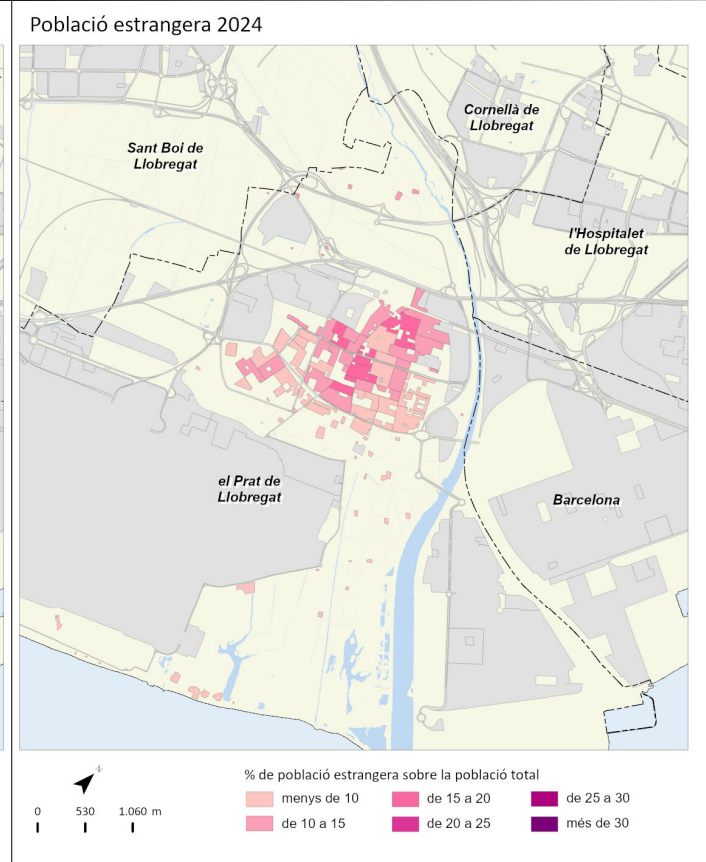 Població estrangera 2024
Cornellà de
Llobregat
Sant Boi de
Llobregat
l'Hospitalet
de Llobregat
el Prat de
Llobregat
Barcelona
N
0 530 1.060 m
% de població estrangera sobre la població total
menys de 10
de 15 a 20
de 25 a 30
de 10 a 15
de 20 a 25
més de 30